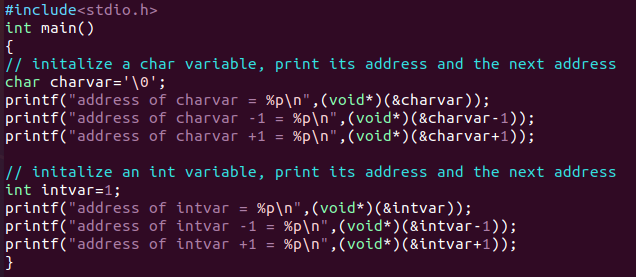 #include<stdio.h>
int main()
{
// initalize a char variable, print its address and the next address
char charvar='\0';
printf("address of charvar = %p\n",(void*)(&charvar));
printf("address of charvar -1 = %p\n",(void*)(&charvar-1));
printf("address of charvar +1 = %p\n",(void*)(&charvar+1));
// initalize an int variable, print its address and the next address
int intvar=1;
printf("address of intvar = %p\n",(void*)(&intvar));
printf("address of intvar -1 = %p\n",(void*)(&intvar-1));
printf("address of intvar +1 = %p\n",(void*)(&intvar+1));
}